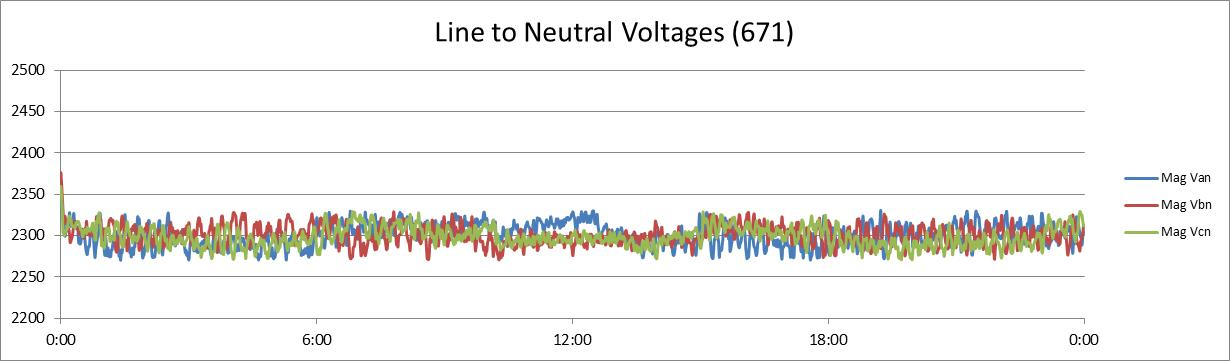 Line to Neutral Voltages (671)
2500
2450
2400
2350
2300
2250
2200
0:00 6:00 12:00 18:00 0:00
Mag Van
Mag Vbn
Mag Vcn